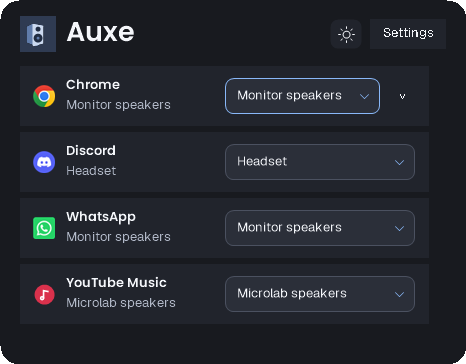 Auxe
Settings
Chrome
Monitor speakers
Monitor speakers
v
Discord
Headset
Headset
WhatsApp
Monitor speakers
Monitor speakers
YouTube Music
Microlab speakers
Microlab speakers